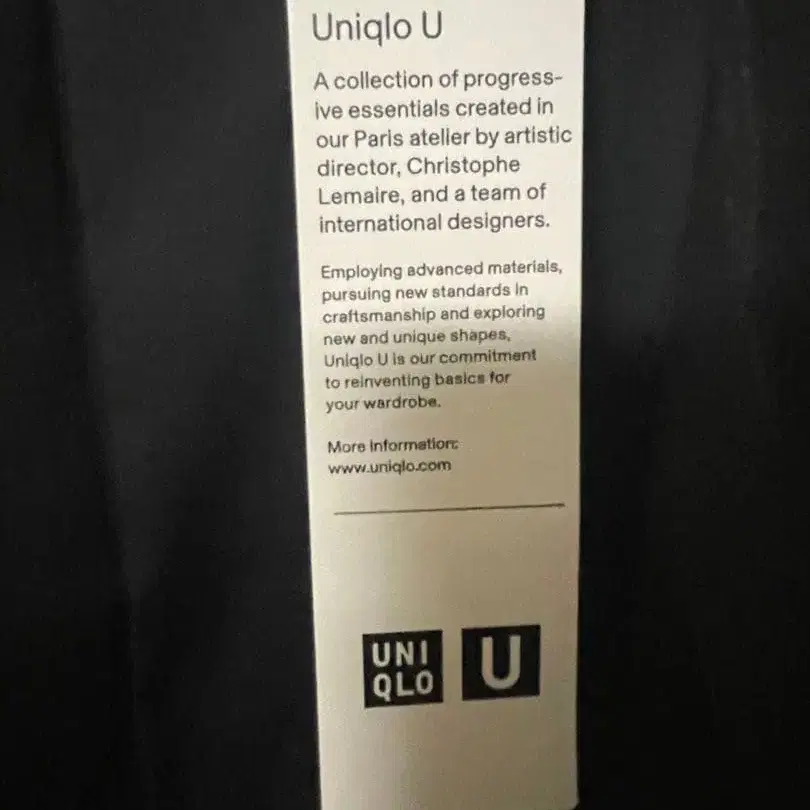 Uniqlo U
A collection of progress-
ive essentials created in
our Paris atelier by artistic
director, Christophe
Lemaire, and a team of
international designers.
Employing advanced materials,
pursuing new standards in
craftsmanship and exploring
new and unique shapes,
Uniqlo U is our commitment
to reinventing basics for
your wardrobe.
More information:
www.uniqlo.com
UNI
QLO
U